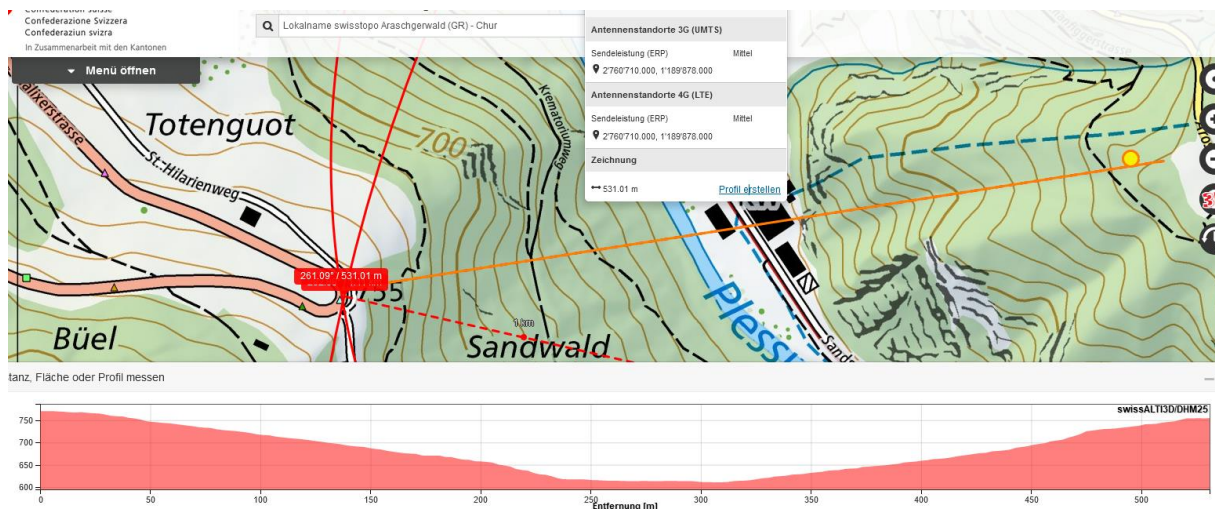 Confederazione Svizzera
Confederaziun svizra
In Zusammenarbeit mit den Kantonen
Menü öffnen
Lokalname swisstopo Araschgerwald (GR) - Chur
Antennenstandorte 3G (UMTS)
Sendeleistung (ERP) Mittel
2'760'710.000, 1'189'878.000
Antennenstandorte 4G (LTE)
Sendeleistung (ERP) Mittel
2'760'710.000, 1'189'878.000
Zeichnung
531.01 m Profil erstellen
Totenguot
700
Krematoriumweg
St.-Hilarienweg
261.09° / 531.01 m
755
Büel
1 km
Sandwald
Plessu
Sand
tanz, Fläche oder Profil messen
swissALTI3D/DHM25
750
700
650
600
0 50 100 150 200 250 300 350 400 450 500
Entfernung [m]